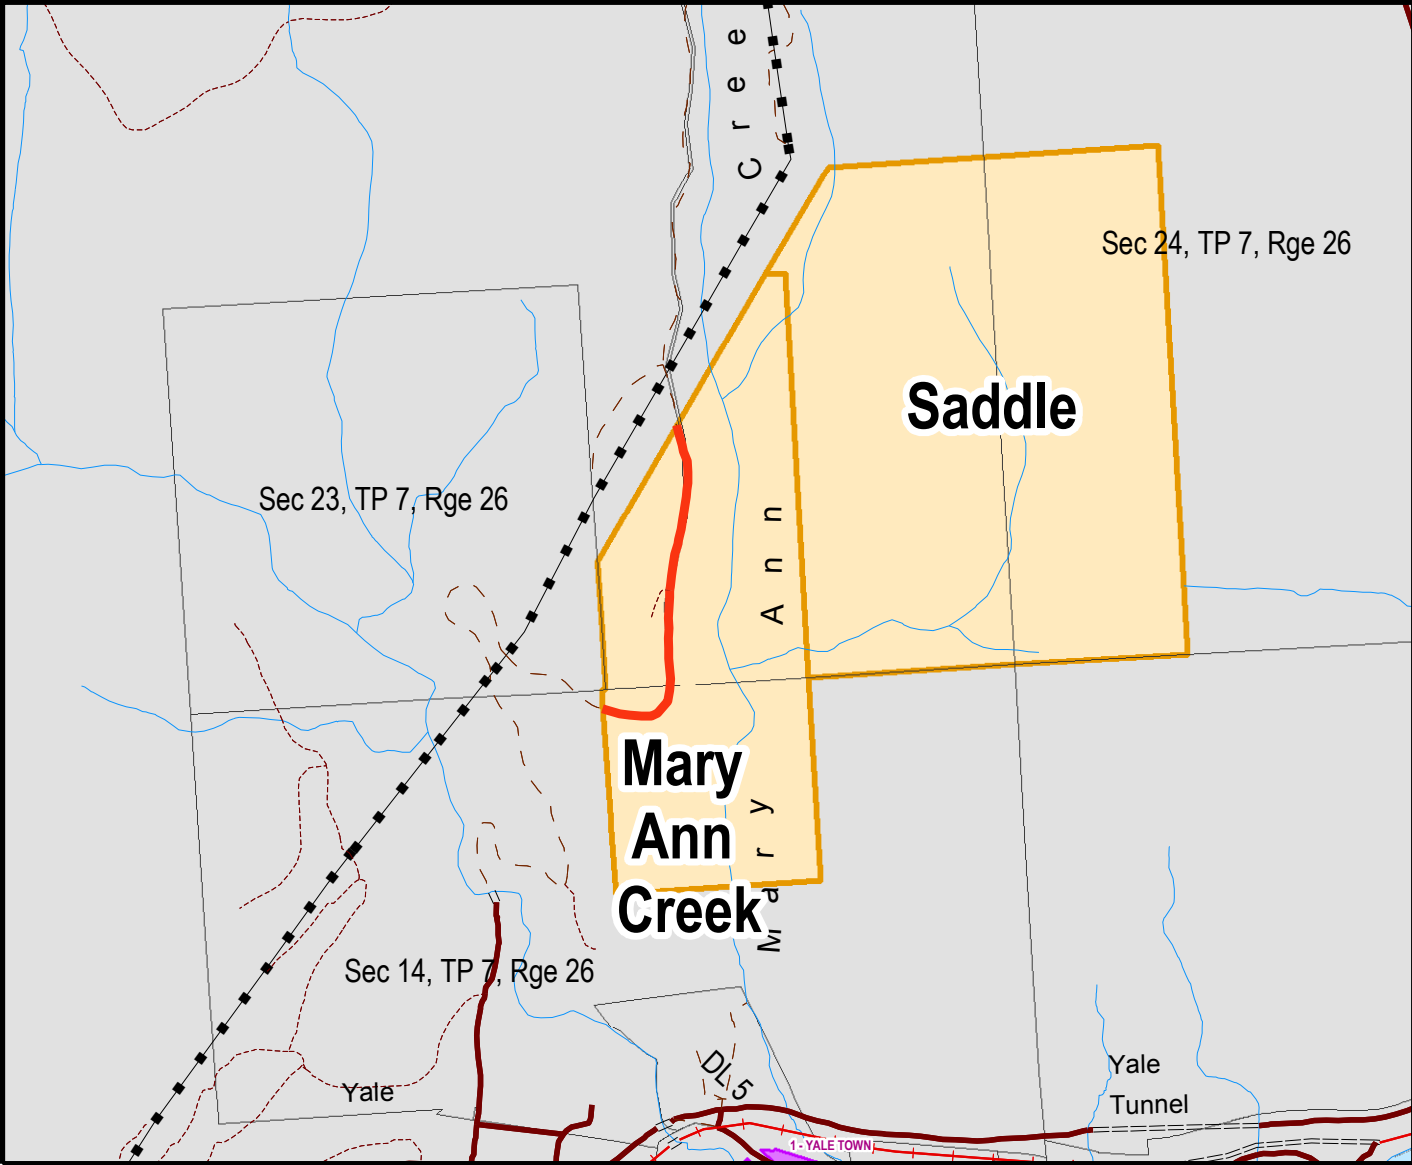 Mary Ann Cree
Sec 24, TP 7, Rge 26
Saddle
Sec 23, TP 7, Rge 26
Mary
Ann
Creek
Sec 14, TP 7, Rge 26
DL 5
Yale
Yale
Tunnel
1 - YALE TOWN